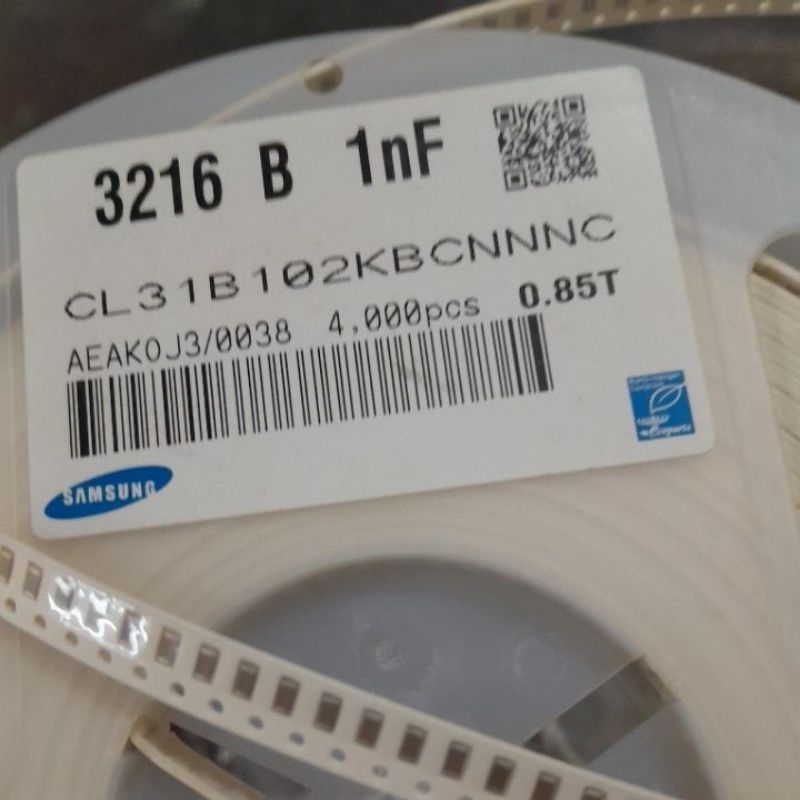 3216 B 1nF
CL31B102KBCNNNC
AEAK0J3/0038 4,000pcs 0.85T
SAMSUNG